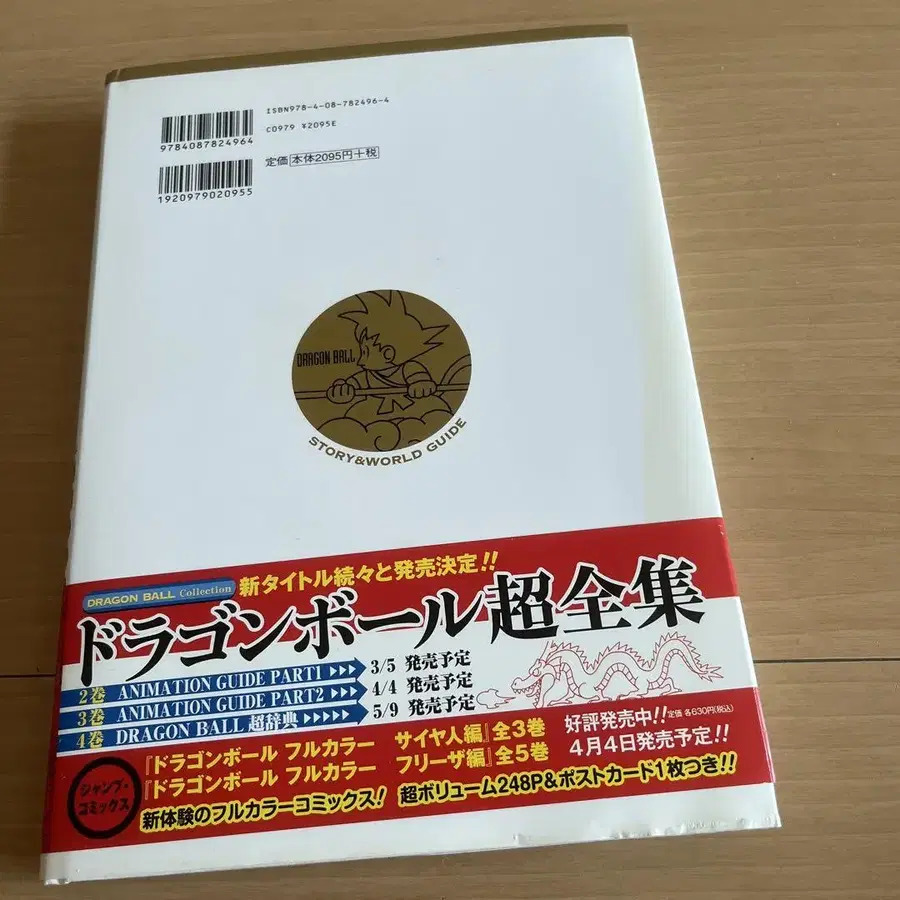 ISBN978-4-08-782496-4
C0979 ¥2095E
定価 本体2095円+税
9784087824964
1920979020955
DRAGON BALL
STORY&WORLD GUIDE
DRAGON BALL Collection 新タイトル続々と発売決定!!
ドラゴンボール 超全集
2巻 ANIMATION GUIDE PART1 3/5 発売予定
3巻 ANIMATION GUIDE PART2 4/4 発売予定
4巻 DRAGON BALL 超辞典 5/9 発売予定
『ドラゴンボール フルカラー サイヤ人編』全3巻 好評発売中!! 定価 各630円(税込)
『ドラゴンボール フルカラー フリーザ編』全5巻 4月4日発売予定!!
新体験のフルカラーコミックス! 超ボリューム248P&ポストカード1枚つき!!
ジャンプ・
コミックス